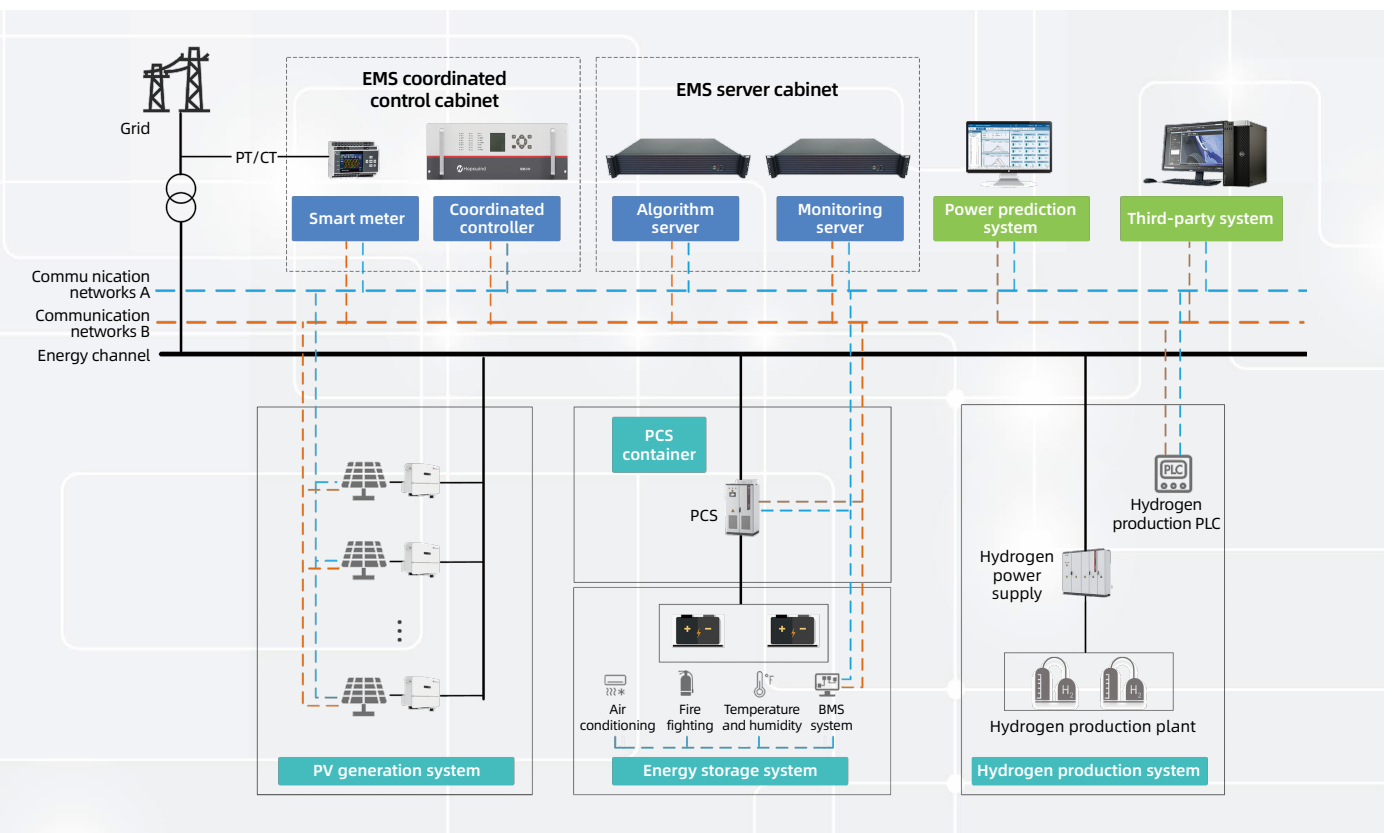 EMS coordinated
control cabinet
EMS server cabinet
Grid
PT/CT
Hopewind
Smart meter
Coordinated
controller
Algorithm
server
Monitoring
server
Power prediction
system
Third-party system
Commu nication
networks A
Communication
networks B
Energy channel
PCS
container
PCS
PLC
Hydrogen
production PLC
Hydrogen
power
supply
°F
Air
conditioning
Fire
fighting
Temperature
and humidity
BMS
system
H2
H2
Hydrogen production plant
PV generation system
Energy storage system
Hydrogen production system